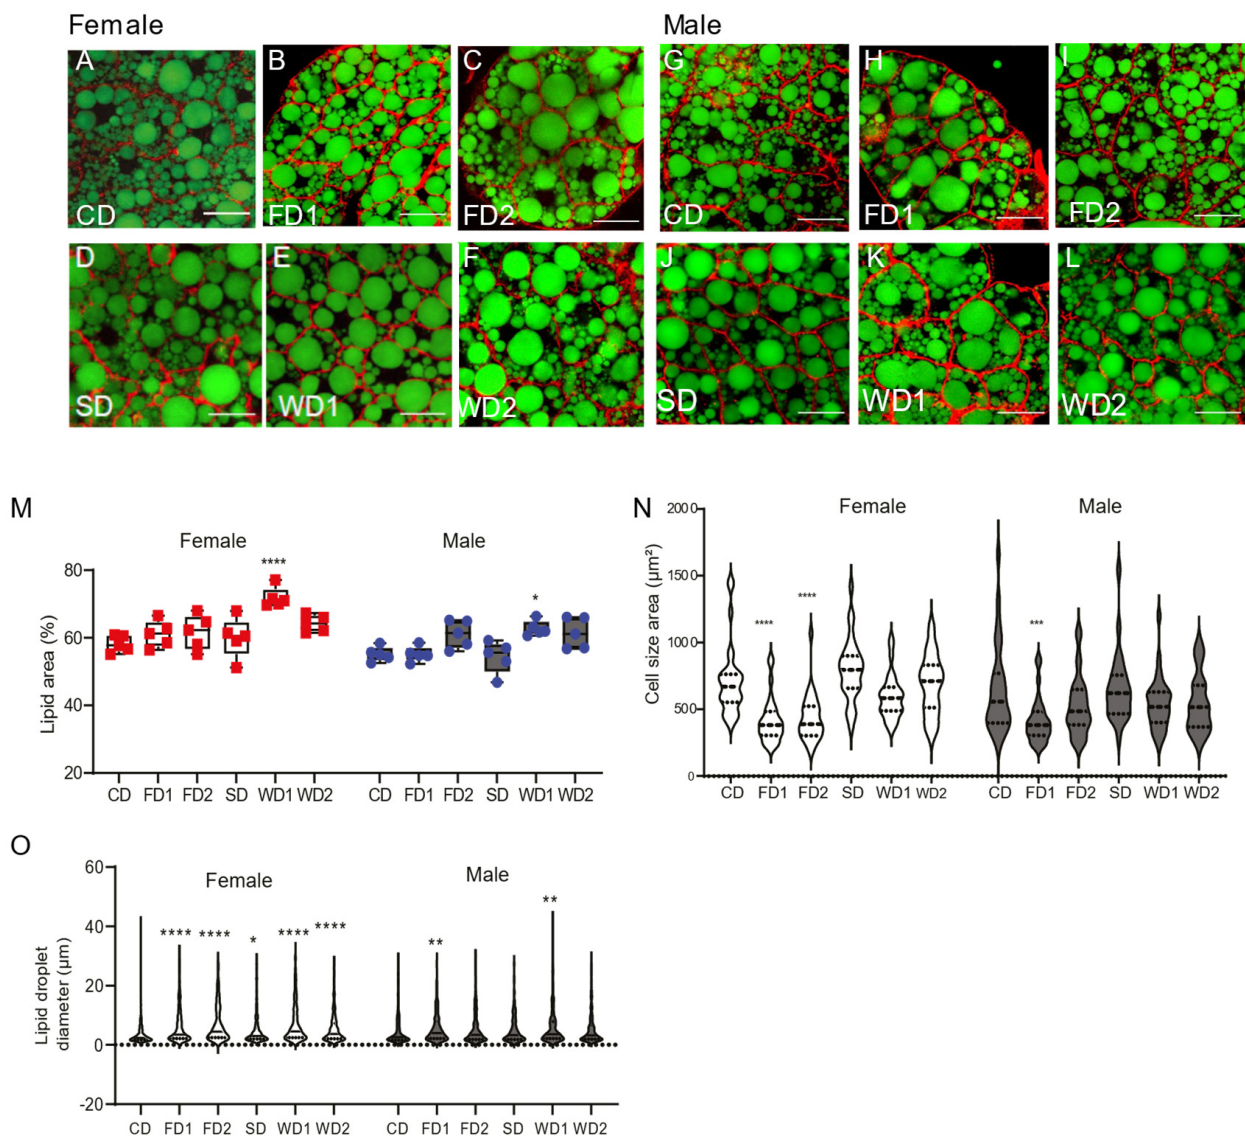 Female Male
A B C G H I
CD FD1 FD2 CD FD1 FD2
D E F J K L
SD WD1 WD2 SD WD1 WD2
M
Female Male
**** *
Lipid area (%)
80
60
40
20
CD FD1 FD2 SD WD1 WD2 CD FD1 FD2 SD WD1 WD2
N
Female Male
**** **** ***
Cell size area (µm²)
2000
1500
1000
500
0
CD FD1 FD2 SD WD1 WD2 CD FD1 FD2 SD WD1 WD2
O
Female Male
**** **** * **** **** ** **
Lipid droplet
diameter (µm)
60
40
20
0
-20
CD FD1 FD2 SD WD1 WD2 CD FD1 FD2 SD WD1 WD2